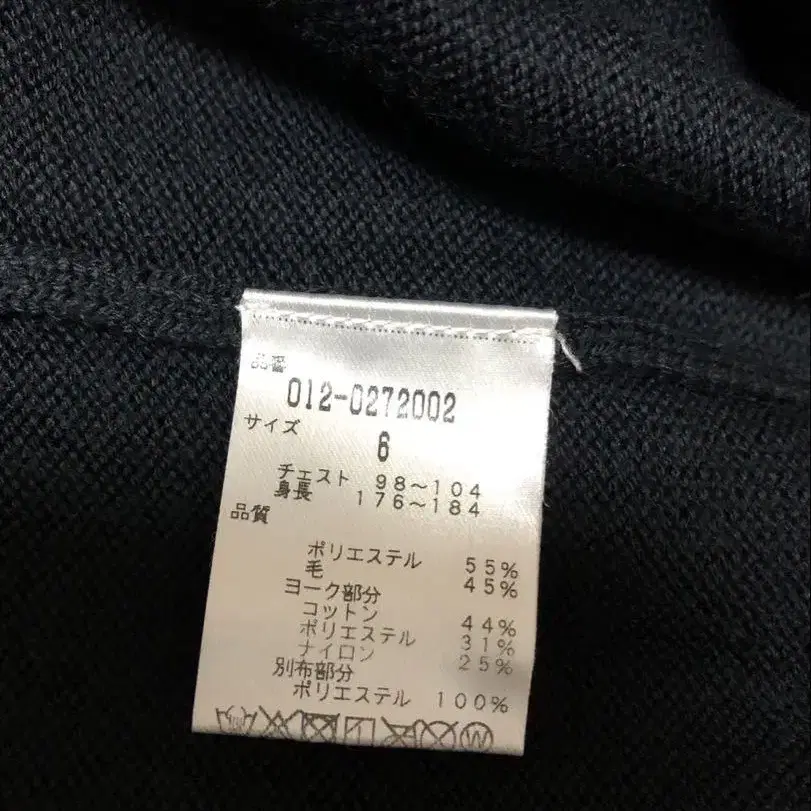 品番
012-0272002
サイズ
6
チェスト 98~104
身長 176~184
品質
ポリエステル 55%
毛 45%
ヨーク部分
コットン 44%
ポリエステル 31%
ナイロン 25%
別布部分
ポリエステル 100%
W